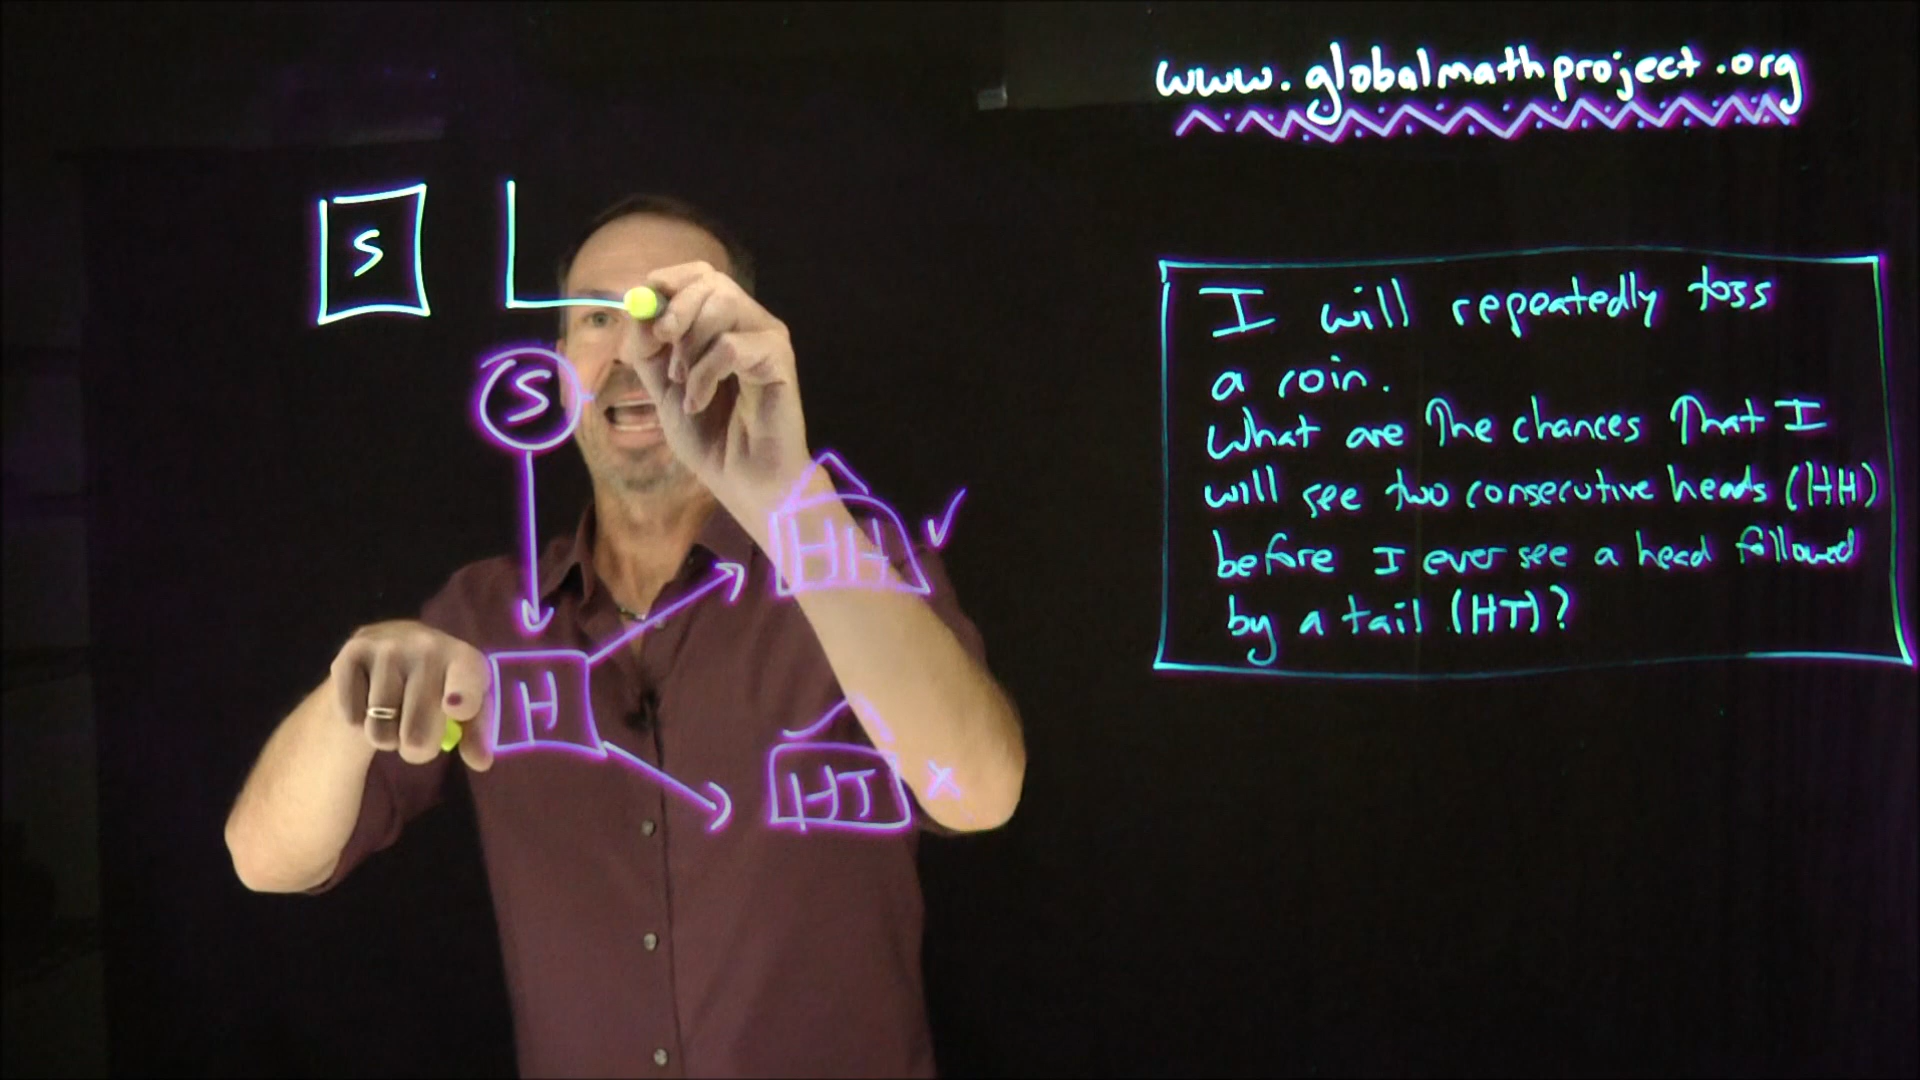 www.globalmathproject.org
S
S
HH ✓
H
HT x
I will repeatedly toss
a coin.
What are the chances that I
will see two consecutive heads (HH)
before I ever see a head followed
by a tail (HT)?